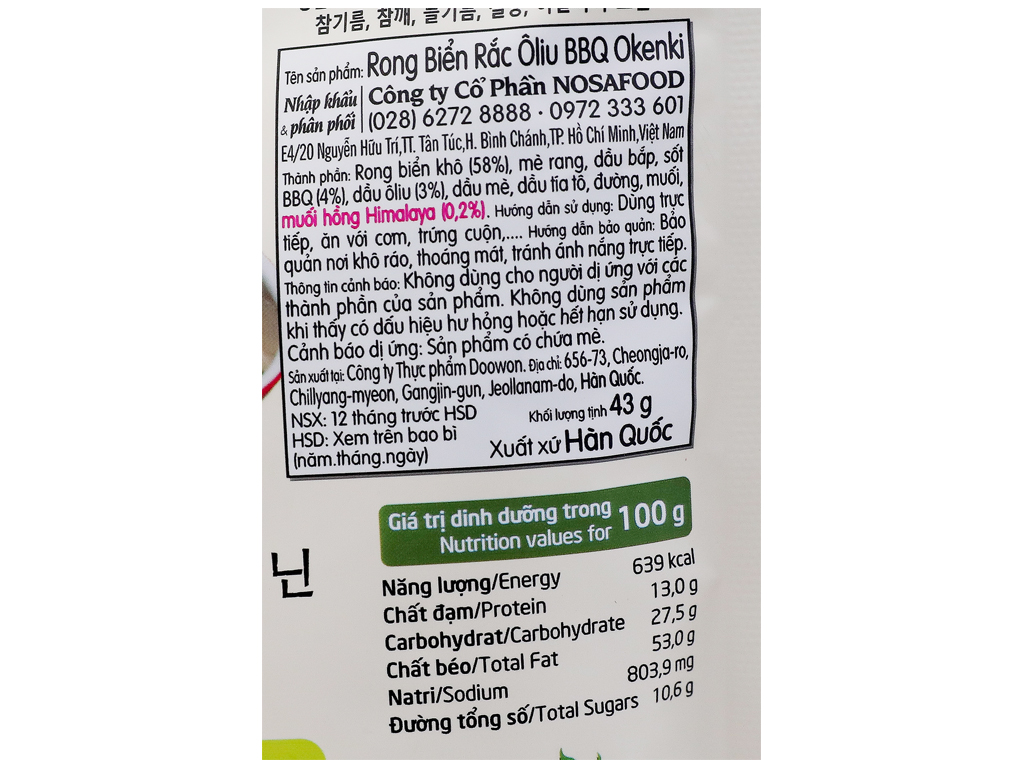 참기름, 참깨, 들기름,
Tên sản phẩm: Rong Biển Rắc Ôliu BBQ Okenki
Nhập khẩu & phân phối Công ty Cổ Phần NOSAFOOD
(028) 6272 8888 · 0972 333 601
E4/20 Nguyễn Hữu Trí,TT. Tân Túc,H. Bình Chánh,TP. Hồ Chí Minh,Việt Nam
Thành phần: Rong biển khô (58%), mè rang, dầu bắp, sốt
BBQ (4%), dầu ôliu (3%), dầu mè, dầu tía tô, đường, muối,
muối hồng Himalaya (0,2%). Hướng dẫn sử dụng: Dùng trực
tiếp, ăn với cơm, trứng cuộn,.... Hướng dẫn bảo quản: Bảo
quản nơi khô ráo, thoáng mát, tránh ánh nắng trực tiếp.
Thông tin cảnh báo: Không dùng cho người dị ứng với các
thành phần của sản phẩm. Không dùng sản phẩm
khi thấy có dấu hiệu hư hỏng hoặc hết hạn sử dụng.
Cảnh báo dị ứng: Sản phẩm có chứa mè.
Sản xuất tại: Công ty Thực phẩm Doowon. Địa chỉ: 656-73, Cheongja-ro,
Chillyang-myeon, Gangjin-gun, Jeollanam-do, Hàn Quốc.
NSX: 12 tháng trước HSD
Khối lượng tịnh 43 g
HSD: Xem trên bao bì
(năm.tháng.ngày)
Xuất xứ Hàn Quốc
Giá trị dinh dưỡng trong 100 g
Nutrition values for
닌
Năng lượng/Energy 639 kcal
Chất đạm/Protein 13,0 g
Carbohydrat/Carbohydrate 27,5 g
Chất béo/Total Fat 53,0 g
Natri/Sodium 803,9 mg
Đường tổng số/Total Sugars 10,6 g